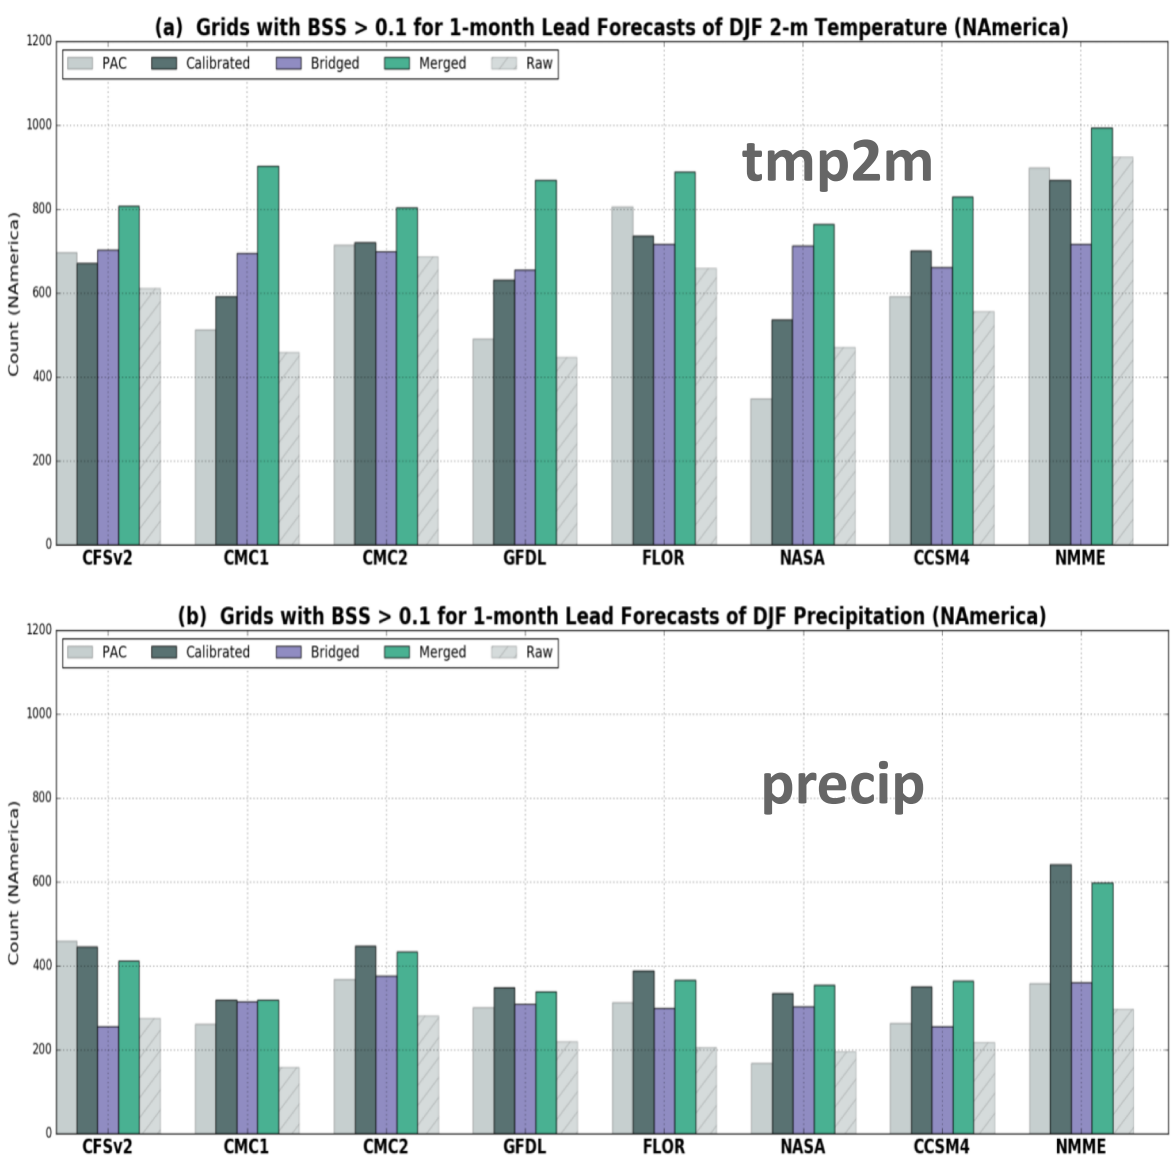 (a) Grids with BSS > 0.1 for 1-month Lead Forecasts of DJF 2-m Temperature (NAmerica)
1200
PAC Calibrated Bridged Merged Raw
1000
tmp2m
800
Count (NAmerica)
600
400
200
0
CFSv2 CMC1 CMC2 GFDL FLOR NASA CCSM4 NMME
(b) Grids with BSS > 0.1 for 1-month Lead Forecasts of DJF Precipitation (NAmerica)
1200
PAC Calibrated Bridged Merged Raw
1000
precip
800
Count (NAmerica)
600
400
200
0
CFSv2 CMC1 CMC2 GFDL FLOR NASA CCSM4 NMME